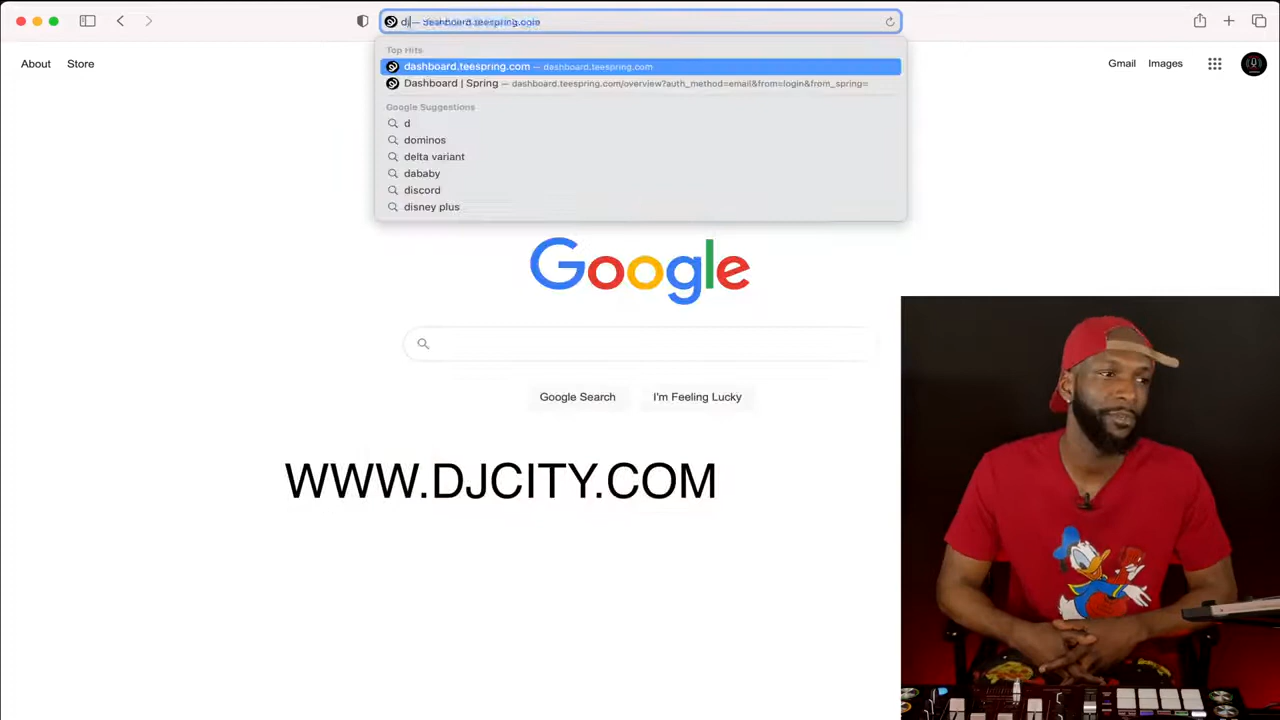 dj — dashboard.teespring.com
About
Store
Gmail
Images
Top Hits
dashboard.teespring.com — dashboard.teespring.com
Dashboard | Spring — dashboard.teespring.com/overview?auth_method=email&from=login&from_spring=
Google Suggestions
d
dominos
delta variant
dababy
discord
disney plus
Google
Google Search
I'm Feeling Lucky
WWW.DJCITY.COM